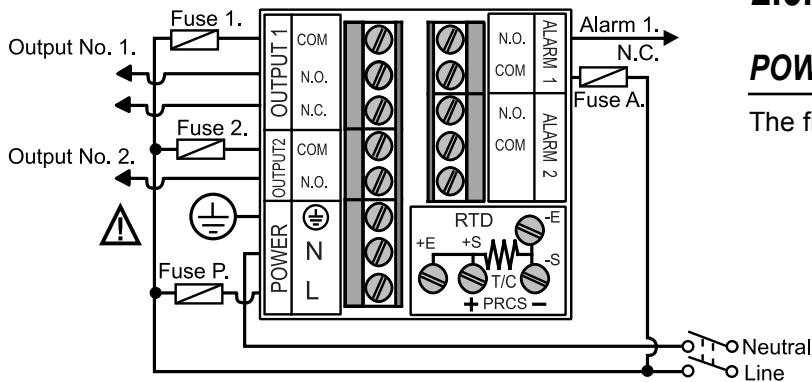 Fuse 1.
Output No. 1.
OUTPUT 1
COM
N.O.
N.C.
Fuse 2.
Output No. 2.
OUTPUT2
COM
N.O.
POWER
N
L
Fuse P.
N.O.
COM
ALARM 1
N.O.
COM
ALARM 2
Alarm 1.
N.C.
Fuse A.
RTD
+E
+S
-E
-S
T/C
+ PRCS −
Neutral
Line
POW
The f